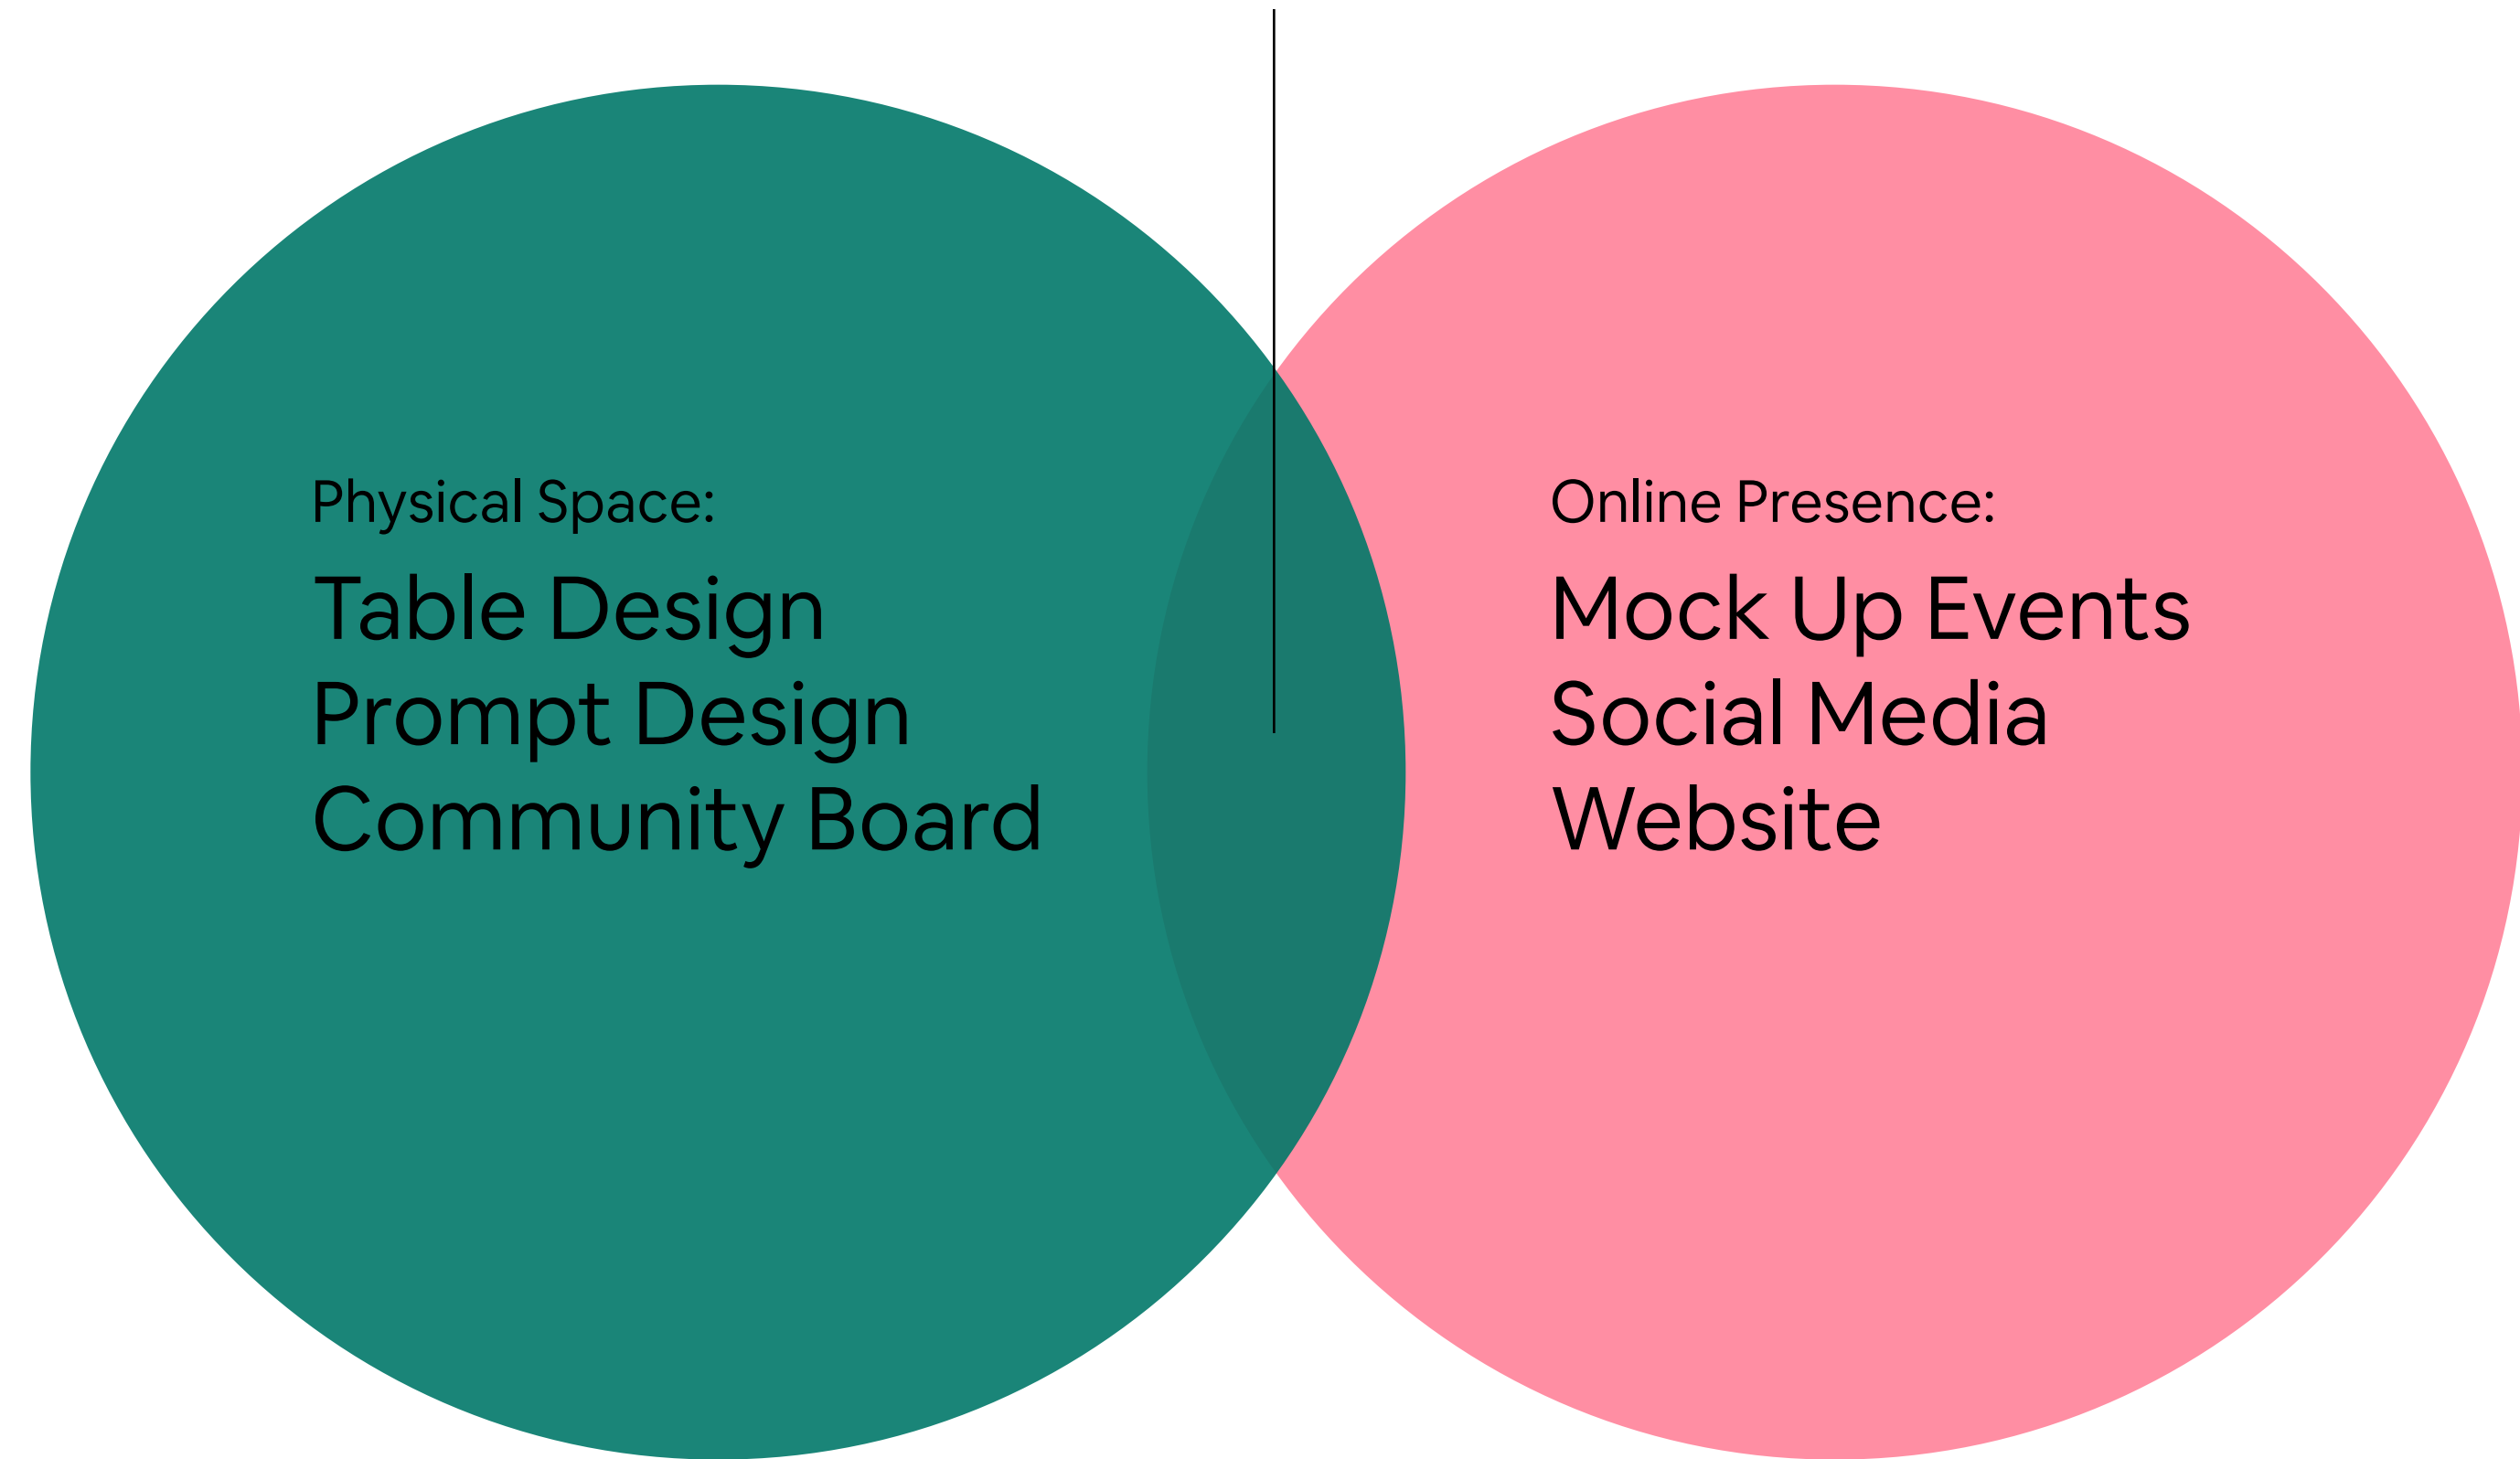 Physical Space:
Table Design
Prompt Design
Community Board
Online Presence:
Mock Up Events
Social Media
Website